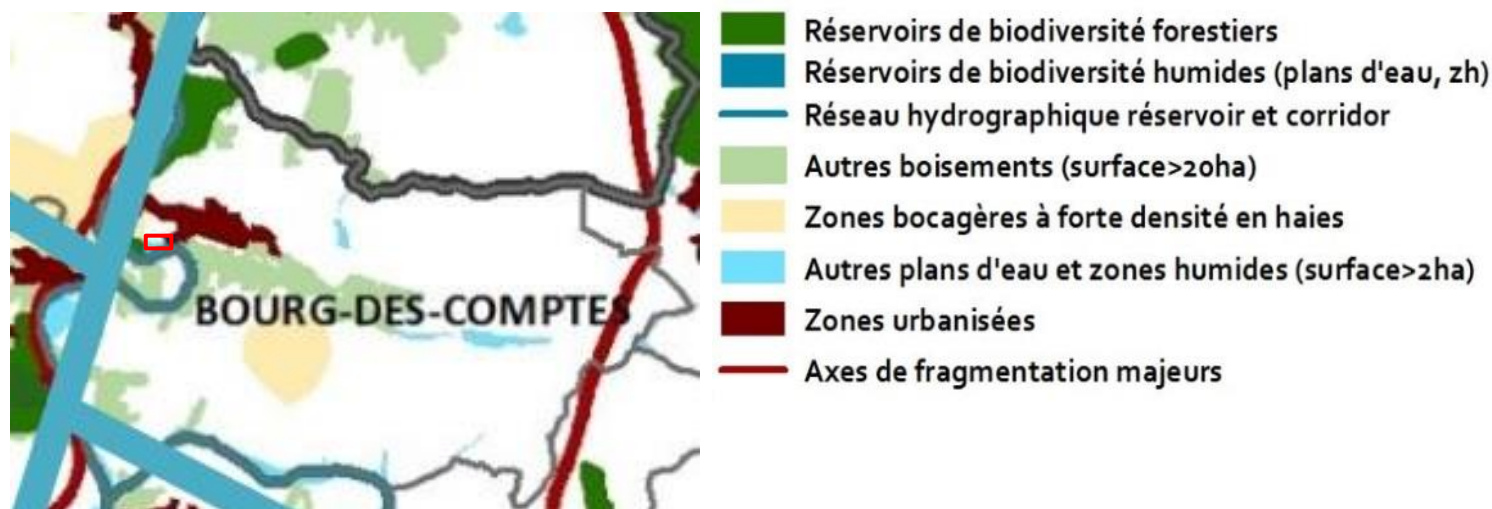 BOURG-DES-COMPTES
Réservoirs de biodiversité forestiers
Réservoirs de biodiversité humides (plans d'eau, zh)
Réseau hydrographique réservoir et corridor
Autres boisements (surface>20ha)
Zones bocagères à forte densité en haies
Autres plans d'eau et zones humides (surface>2ha)
Zones urbanisées
Axes de fragmentation majeurs